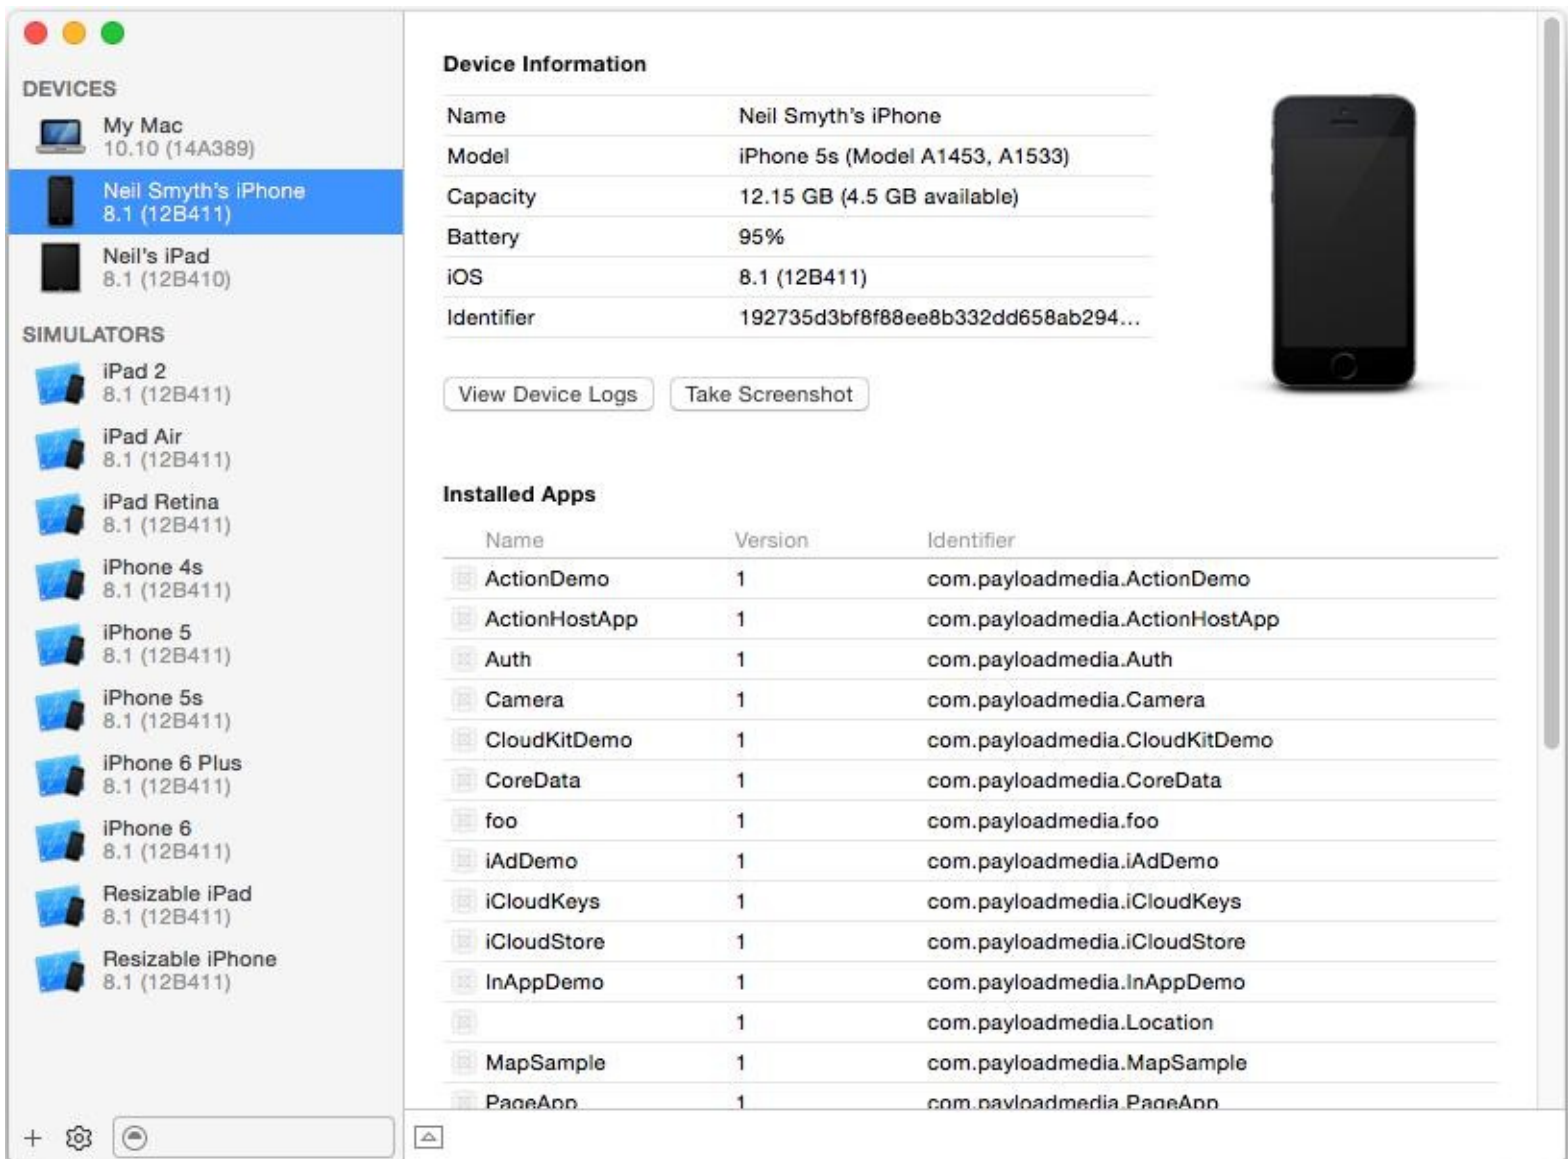 DEVICES
My Mac
10.10 (14A389)
Neil Smyth's iPhone
8.1 (12B411)
Neil's iPad
8.1 (12B410)
SIMULATORS
iPad 2
8.1 (12B411)
iPad Air
8.1 (12B411)
iPad Retina
8.1 (12B411)
iPhone 4s
8.1 (12B411)
iPhone 5
8.1 (12B411)
iPhone 5s
8.1 (12B411)
iPhone 6 Plus
8.1 (12B411)
iPhone 6
8.1 (12B411)
Resizable iPad
8.1 (12B411)
Resizable iPhone
8.1 (12B411)
Device Information
Name Neil Smyth's iPhone
Model iPhone 5s (Model A1453, A1533)
Capacity 12.15 GB (4.5 GB available)
Battery 95%
iOS 8.1 (12B411)
Identifier 192735d3bf8f88ee8b332dd658ab294...
View Device Logs Take Screenshot
Installed Apps
Name Version Identifier
ActionDemo 1 com.payloadmedia.ActionDemo
ActionHostApp 1 com.payloadmedia.ActionHostApp
Auth 1 com.payloadmedia.Auth
Camera 1 com.payloadmedia.Camera
CloudKitDemo 1 com.payloadmedia.CloudKitDemo
CoreData 1 com.payloadmedia.CoreData
foo 1 com.payloadmedia.foo
iAdDemo 1 com.payloadmedia.iAdDemo
iCloudKeys 1 com.payloadmedia.iCloudKeys
iCloudStore 1 com.payloadmedia.iCloudStore
InAppDemo 1 com.payloadmedia.InAppDemo
1 com.payloadmedia.Location
MapSample 1 com.payloadmedia.MapSample
PageApp 1 com.payloadmedia.PageApp